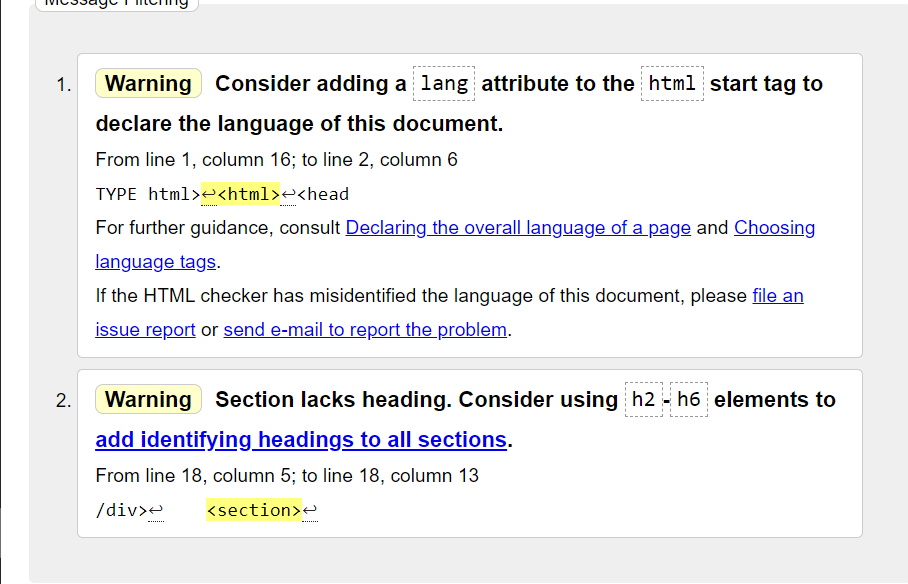 Message Filtering
1. Warning Consider adding a lang attribute to the html start tag to
declare the language of this document.
From line 1, column 16; to line 2, column 6
TYPE html>↩<html>↩<head
For further guidance, consult Declaring the overall language of a page and Choosing
language tags.
If the HTML checker has misidentified the language of this document, please file an
issue report or send e-mail to report the problem.
2. Warning Section lacks heading. Consider using h2-h6 elements to
add identifying headings to all sections.
From line 18, column 5; to line 18, column 13
/div>↩    <section>↩